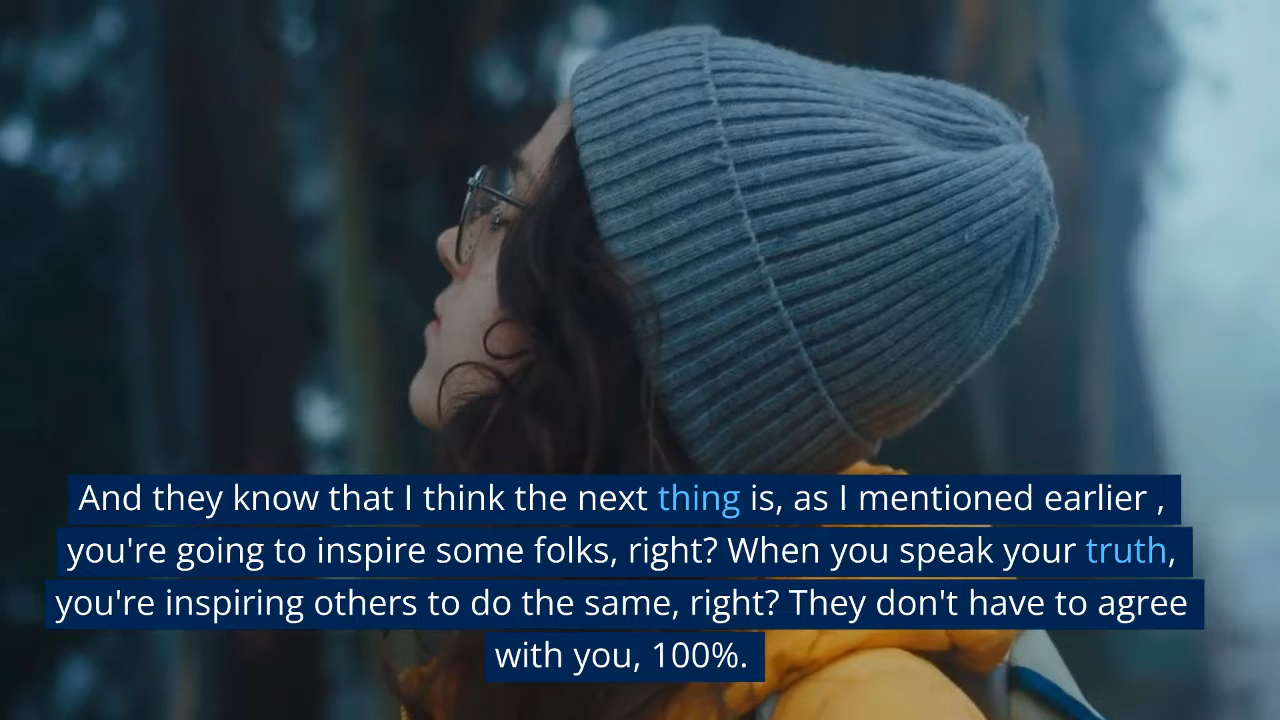 And they know that I think the next thing is, as I mentioned earlier ,
you're going to inspire some folks, right? When you speak your truth,
you're inspiring others to do the same, right? They don't have to agree
with you, 100%.